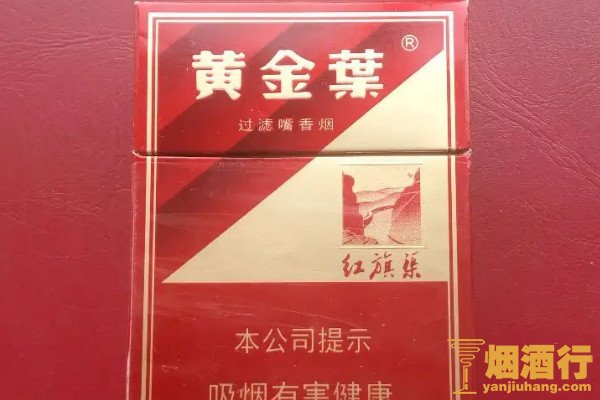 黄金葉®
过滤嘴香烟
红旗渠
本公司提示
吸烟有害健康
烟酒行
yanjiuhang.com